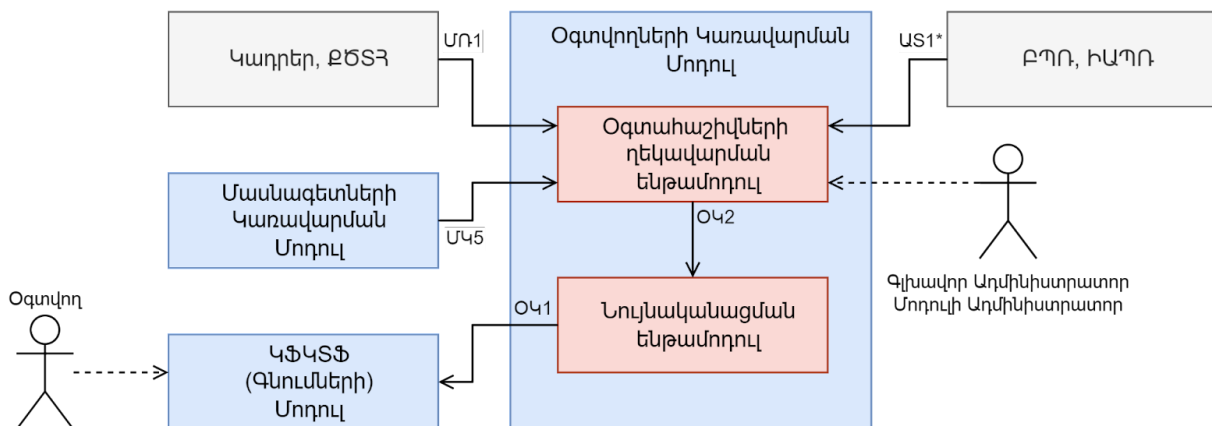 Կադրեր, ՔԾՏՀ
ՄՌ1
Օգտվողների Կառավարման
Մոդուլ
ԱՏ1*
ԲՊՌ, ԻԱՊՌ
Օգտահաշիվների
ղեկավարման
ենթամոդուլ
Մասնագետների
Կառավարման
Մոդուլ
ՄԿ5
ՕԿ2
Գլխավոր Ադմինիստրատոր
Մոդուլի Ադմինիստրատոր
Օգտվող
ՕԿ1
Նույնականացման
ենթամոդուլ
ԿՖԿՏՖ
(Գնումների)
Մոդուլ